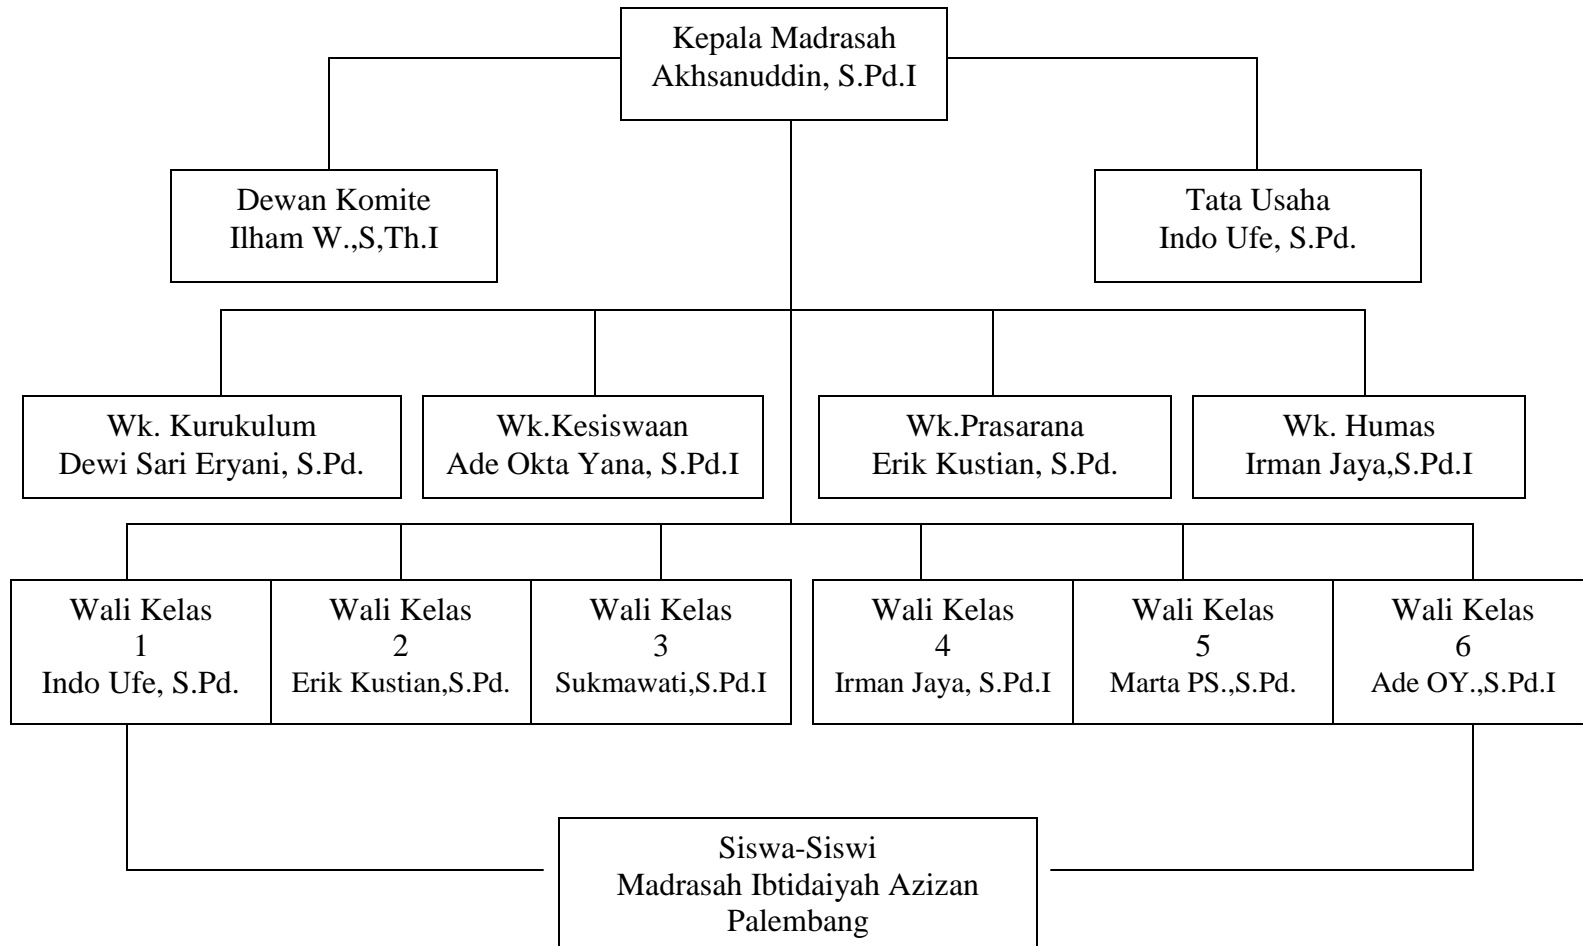 Kepala Madrasah
Akhsanuddin, S.Pd.I
Dewan Komite
Ilham W.,S,Th.I
Tata Usaha
Indo Ufe, S.Pd.
Wk. Kurukulum
Dewi Sari Eryani, S.Pd.
Wk.Kesiswaan
Ade Okta Yana, S.Pd.I
Wk.Prasarana
Erik Kustian, S.Pd.
Wk. Humas
Irman Jaya,S.Pd.I
Wali Kelas
1
Indo Ufe, S.Pd.
Wali Kelas
2
Erik Kustian,S.Pd.
Wali Kelas
3
Sukmawati,S.Pd.I
Wali Kelas
4
Irman Jaya, S.Pd.I
Wali Kelas
5
Marta PS.,S.Pd.
Wali Kelas
6
Ade OY.,S.Pd.I
Siswa-Siswi
Madrasah Ibtidaiyah Azizan
Palembang